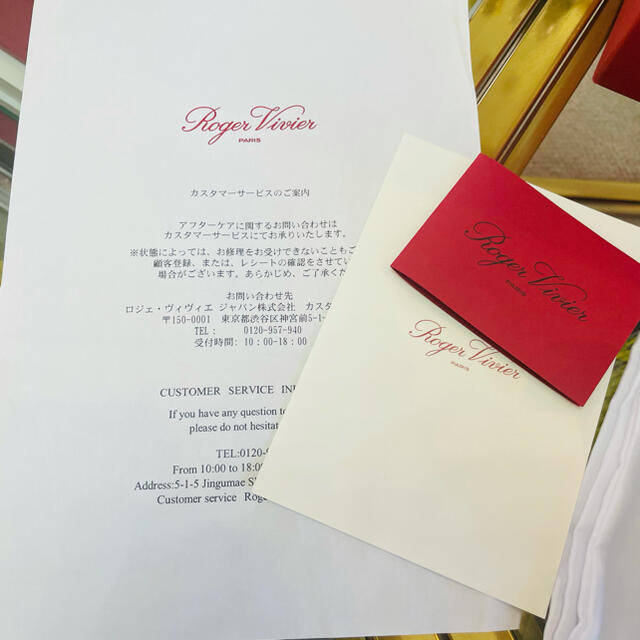 Roger Vivier
PARIS
カスタマーサービスのご案内
アフターケアに関するお問い合わせは
カスタマーサービスにてお承りいたします。
※状態によっては、お修理をお受けできないことも
顧客登録、または、レシートの確認をさせてい
場合がございます。あらかじめ、ご了承くだ
お問い合わせ先
ロジェ・ヴィヴィエ ジャパン株式会社 カスタ
〒150-0001 東京都渋谷区神宮前5-1-
TEL: 0120-957-940
受付時間: 10:00-18:00
CUSTOMER SERVICE
If you have any question
please do not
TEL:0120-
From 10:00 to 18:
Address:5-1-5 Jingumae
Customer service
Roger Vivier
PARIS
Roger Vivier
PARIS